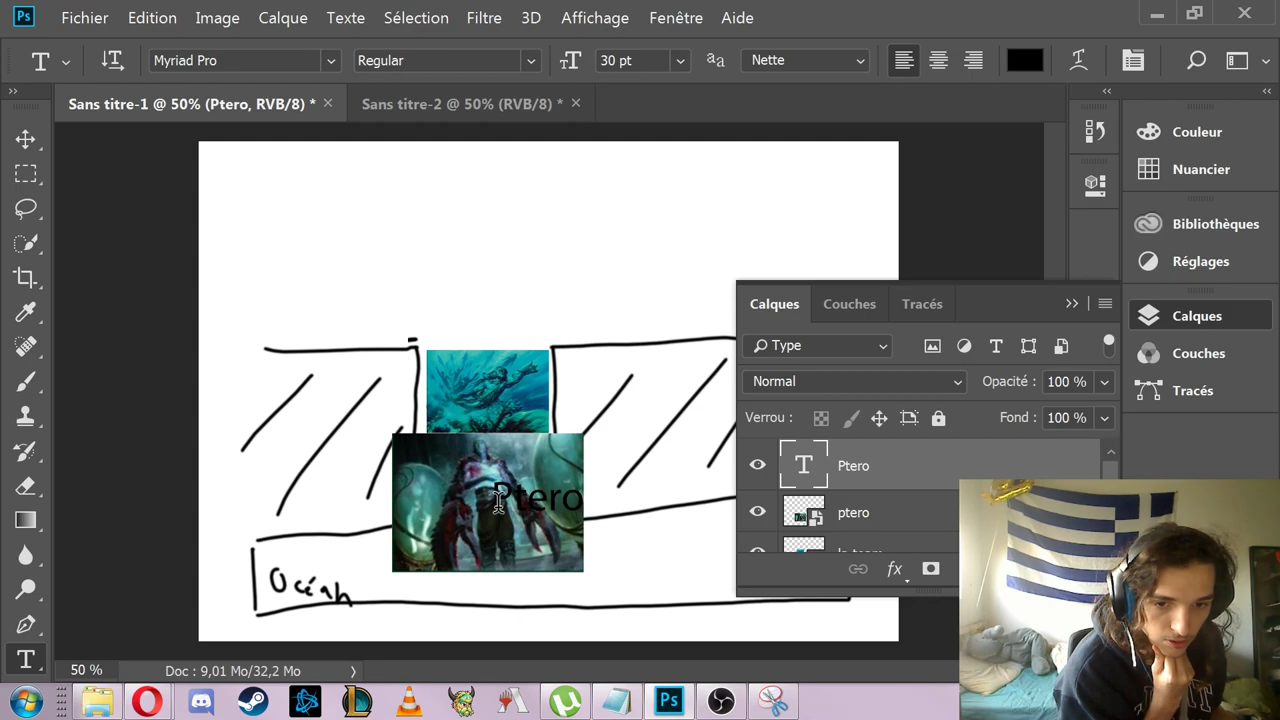 Ps Fichier Edition Image Calque Texte Sélection Filtre 3D Affichage Fenêtre Aide
T Myriad Pro Regular 30 pt Nette
Sans titre-1 @ 50% (Ptero, RVB/8) * × Sans titre-2 @ 50% (RVB/8) * ×
Couleur
Nuancier
Bibliothèques
Réglages
Calques
Couches
Tracés
Calques Couches Tracés
Type
Normal Opacité : 100 %
Verrou : Fond : 100 %
T Ptero
ptero
fx
Ptero
Océan
50 % Doc : 9,01 Mo/32,2 Mo
Ps